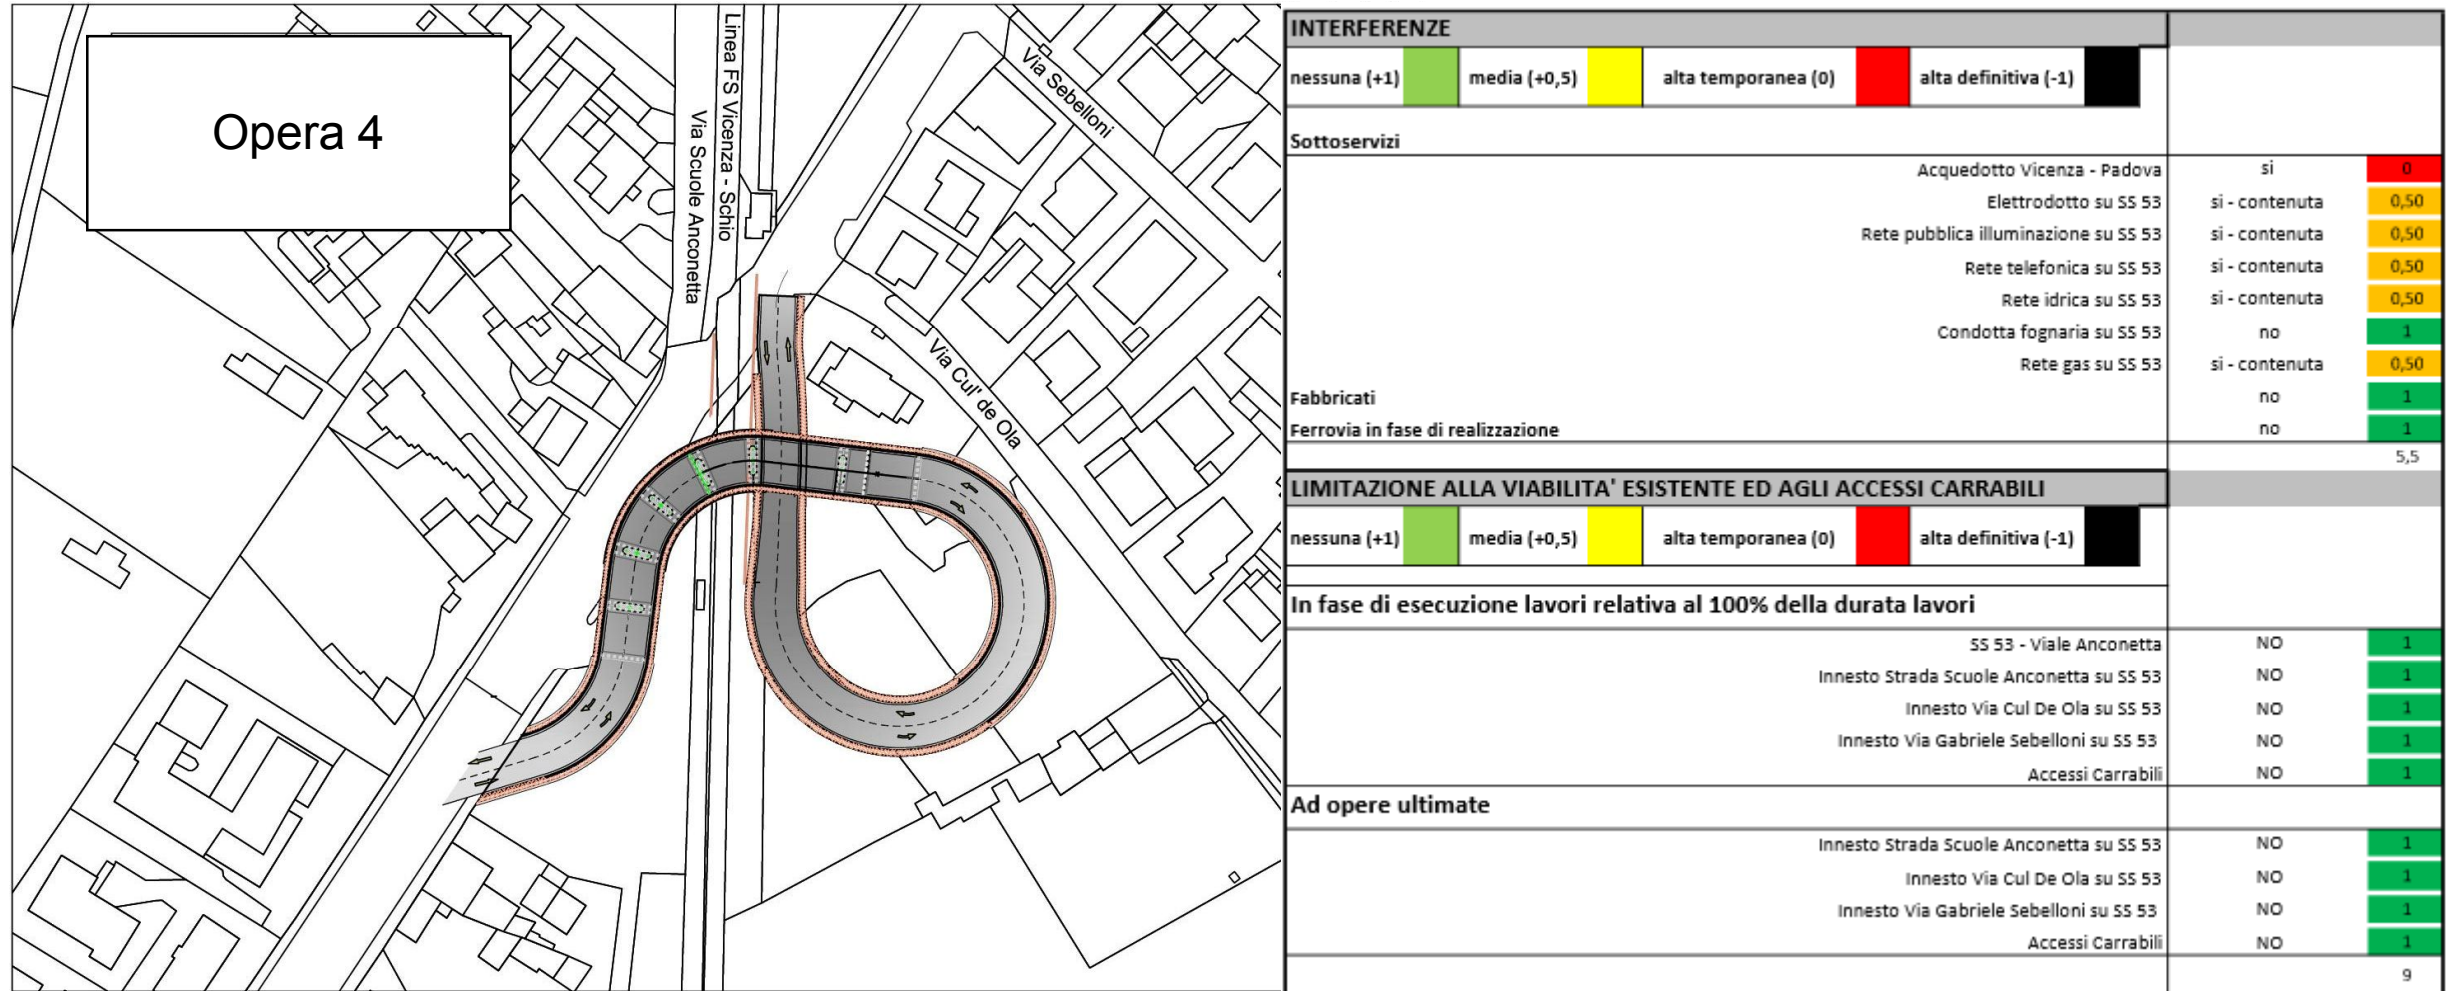 Opera 4
Linea FS Vicenza - Schio
Via Scuole Anconetta
Via Sebelloni
Via Cul' de Ola
INTERFERENZE
nessuna (+1) media (+0,5) alta temporanea (0) alta definitiva (-1)
Sottoservizi
Acquedotto Vicenza - Padova si 0
Elettrodotto su SS 53 si - contenuta 0,50
Rete pubblica illuminazione su SS 53 si - contenuta 0,50
Rete telefonica su SS 53 si - contenuta 0,50
Rete idrica su SS 53 si - contenuta 0,50
Condotta fognaria su SS 53 no 1
Rete gas su SS 53 si - contenuta 0,50
Fabbricati no 1
Ferrovia in fase di realizzazione no 1
5,5
LIMITAZIONE ALLA VIABILITA' ESISTENTE ED AGLI ACCESSI CARRABILI
nessuna (+1) media (+0,5) alta temporanea (0) alta definitiva (-1)
In fase di esecuzione lavori relativa al 100% della durata lavori
SS 53 - Viale Anconetta NO 1
Innesto Strada Scuole Anconetta su SS 53 NO 1
Innesto Via Cul De Ola su SS 53 NO 1
Innesto Via Gabriele Sebelloni su SS 53 NO 1
Accessi Carrabili NO 1
Ad opere ultimate
Innesto Strada Scuole Anconetta su SS 53 NO 1
Innesto Via Cul De Ola su SS 53 NO 1
Innesto Via Gabriele Sebelloni su SS 53 NO 1
Accessi Carrabili NO 1
9